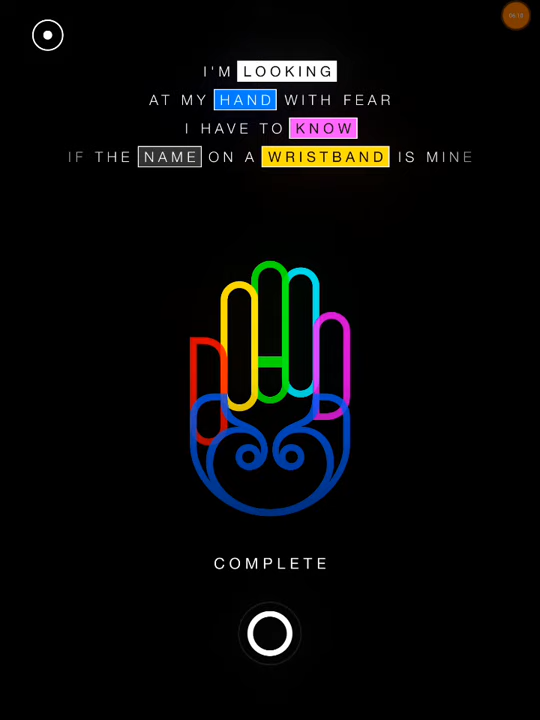 I'M LOOKING
AT MY HAND WITH FEAR
I HAVE TO KNOW
IF THE NAME ON A WRISTBAND IS MINE
COMPLETE